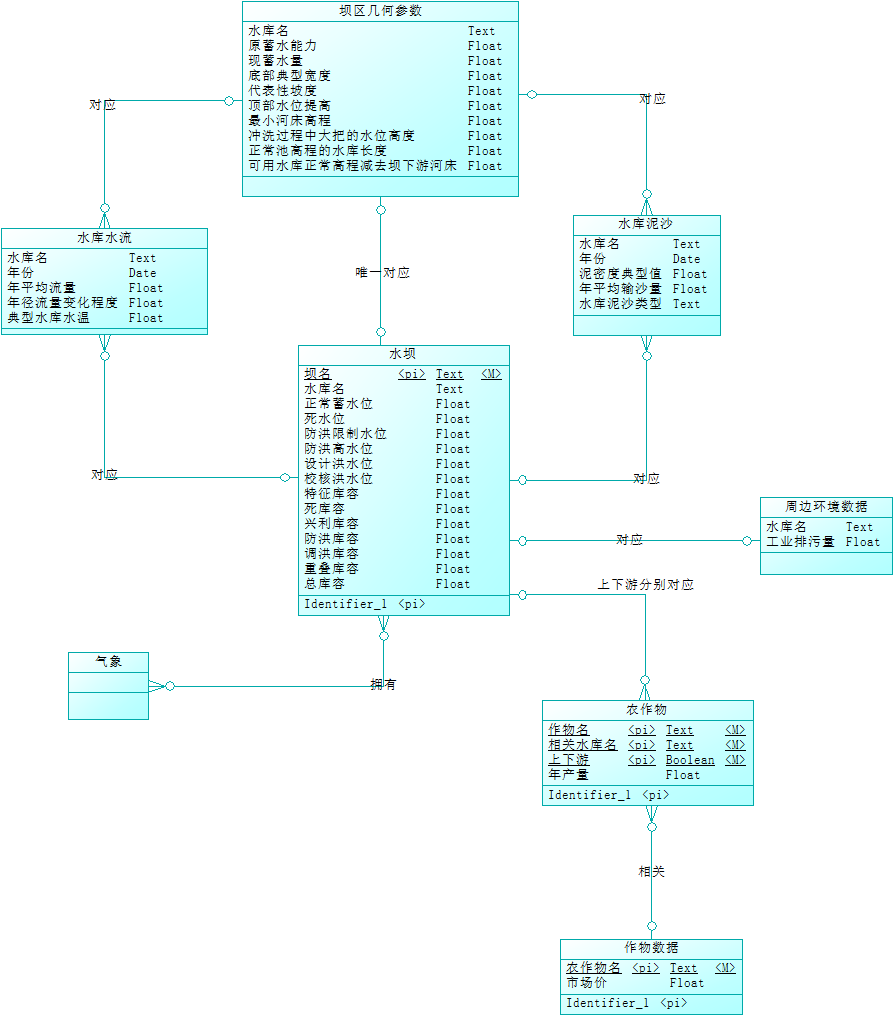 坝区几何参数
水库名 Text
原蓄水能力 Float
现蓄水量 Float
底部典型宽度 Float
代表性坡度 Float
顶部水位提高 Float
最小河床高程 Float
冲洗过程中大把的水位高度 Float
正常池高程的水库长度 Float
可用水库正常高程减去坝下游河床 Float
对应
对应
水库水流
水库名 Text
年份 Date
年平均流量 Float
年径流量变化程度 Float
典型水库水温 Float
水库泥沙
水库名 Text
年份 Date
泥密度典型值 Float
年平均输沙量 Float
水库泥沙类型 Text
唯一对应
水坝
坝名 <pi> Text <M>
水库名 Text
正常蓄水位 Float
死水位 Float
防洪限制水位 Float
防洪高水位 Float
设计洪水位 Float
校核洪水位 Float
特征库容 Float
死库容 Float
兴利库容 Float
防洪库容 Float
调洪库容 Float
重叠库容 Float
总库容 Float
Identifier_1 <pi>
对应
对应
对应
周边环境数据
水库名 Text
工业排污量 Float
上下游分别对应
气象
拥有
农作物
作物名 <pi> Text <M>
相关水库名 <pi> Text <M>
上下游 <pi> Boolean <M>
年产量 Float
Identifier_1 <pi>
相关
作物数据
农作物名 <pi> Text <M>
市场价 Float
Identifier_1 <pi>